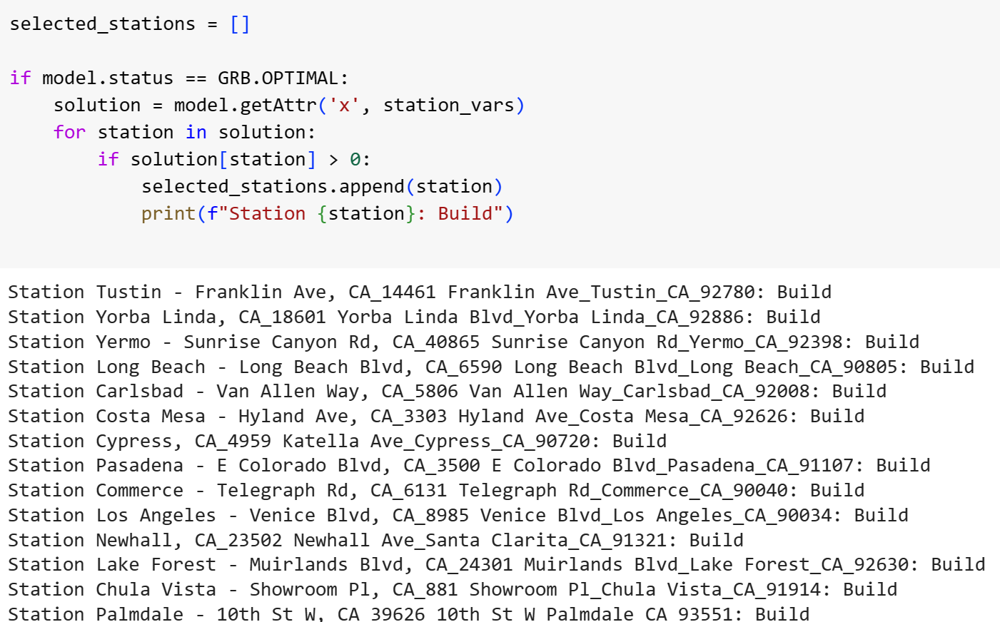 selected_stations = []
if model.status == GRB.OPTIMAL:
    solution = model.getAttr('x', station_vars)
    for station in solution:
        if solution[station] > 0:
            selected_stations.append(station)
            print(f"Station {station}: Build")
Station Tustin - Franklin Ave, CA_14461 Franklin Ave_Tustin_CA_92780: Build
Station Yorba Linda, CA_18601 Yorba Linda Blvd_Yorba Linda_CA_92886: Build
Station Yermo - Sunrise Canyon Rd, CA_40865 Sunrise Canyon Rd_Yermo_CA_92398: Build
Station Long Beach - Long Beach Blvd, CA_6590 Long Beach Blvd_Long Beach_CA_90805: Build
Station Carlsbad - Van Allen Way, CA_5806 Van Allen Way_Carlsbad_CA_92008: Build
Station Costa Mesa - Hyland Ave, CA_3303 Hyland Ave_Costa Mesa_CA_92626: Build
Station Cypress, CA_4959 Katella Ave_Cypress_CA_90720: Build
Station Pasadena - E Colorado Blvd, CA_3500 E Colorado Blvd_Pasadena_CA_91107: Build
Station Commerce - Telegraph Rd, CA_6131 Telegraph Rd_Commerce_CA_90040: Build
Station Los Angeles - Venice Blvd, CA_8985 Venice Blvd_Los Angeles_CA_90034: Build
Station Newhall, CA_23502 Newhall Ave_Santa Clarita_CA_91321: Build
Station Lake Forest - Muirlands Blvd, CA_24301 Muirlands Blvd_Lake Forest_CA_92630: Build
Station Chula Vista - Showroom Pl, CA_881 Showroom Pl_Chula Vista_CA_91914: Build
Station Palmdale - 10th St W, CA 39626 10th St W Palmdale CA 93551: Build